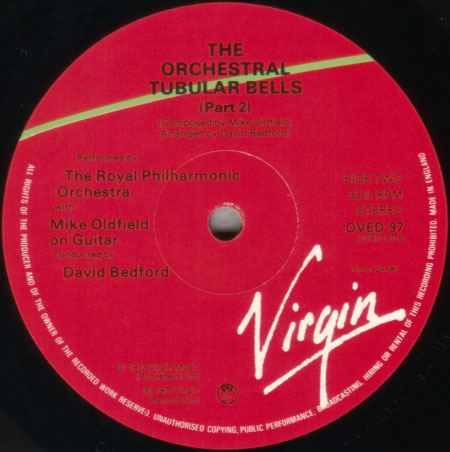 THE
ORCHESTRAL
TUBULAR BELLS
(Part 2)
(Composed by Mike Oldfield
Arranged by David Bedford)
Performed by
The Royal Philharmonic
Orchestra
with
Mike Oldfield
on Guitar
conducted by
David Bedford
SIDE TWO
33⅓ RPM
STEREO
OVED 97
Virgin
ALL RIGHTS OF THE PRODUCER AND OF THE OWNER OF THE RECORDED WORK RESERVED. UNAUTHORISED COPYING, PUBLIC PERFORMANCE, BROADCASTING, HIRING OR RENTAL OF THIS RECORDING PROHIBITED. MADE IN ENGLAND